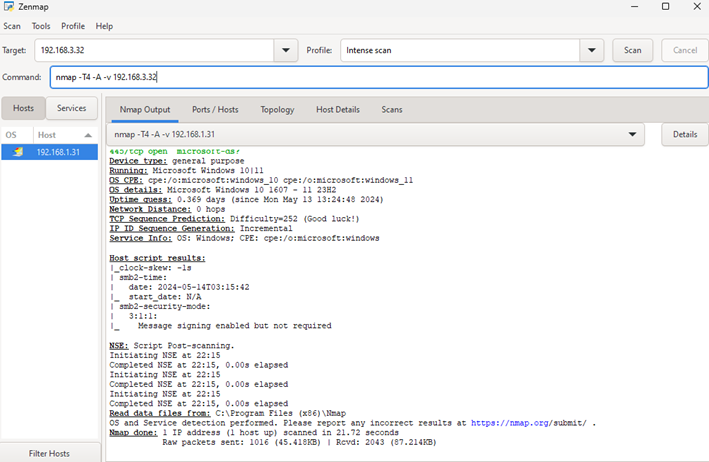 Zenmap
Scan Tools Profile Help
Target: 192.168.3.32 Profile: Intense scan Scan Cancel
Command: nmap -T4 -A -v 192.168.3.32
Hosts Services
Nmap Output Ports / Hosts Topology Host Details Scans
OS Host
nmap -T4 -A -v 192.168.1.31 Details
192.168.1.31
445/tcp open microsoft-ds?
Device type: general purpose
Running: Microsoft Windows 10|11
OS CPE: cpe:/o:microsoft:windows_10 cpe:/o:microsoft:windows_11
OS details: Microsoft Windows 10 1607 - 11 23H2
Uptime guess: 0.369 days (since Mon May 13 13:24:48 2024)
Network Distance: 0 hops
TCP Sequence Prediction: Difficulty=252 (Good luck!)
IP ID Sequence Generation: Incremental
Service Info: OS: Windows; CPE: cpe:/o:microsoft:windows
Host script results:
|_clock-skew: -1s
| smb2-time:
|   date: 2024-05-14T03:15:42
|_  start_date: N/A
| smb2-security-mode:
|   3:1:1:
|_    Message signing enabled but not required
NSE: Script Post-scanning.
Initiating NSE at 22:15
Completed NSE at 22:15, 0.00s elapsed
Initiating NSE at 22:15
Completed NSE at 22:15, 0.00s elapsed
Initiating NSE at 22:15
Completed NSE at 22:15, 0.00s elapsed
Read data files from: C:\Program Files (x86)\Nmap
OS and Service detection performed. Please report any incorrect results at https://nmap.org/submit/ .
Nmap done: 1 IP address (1 host up) scanned in 21.72 seconds
Raw packets sent: 1016 (45.418KB) | Rcvd: 2043 (87.214KB)
Filter Hosts